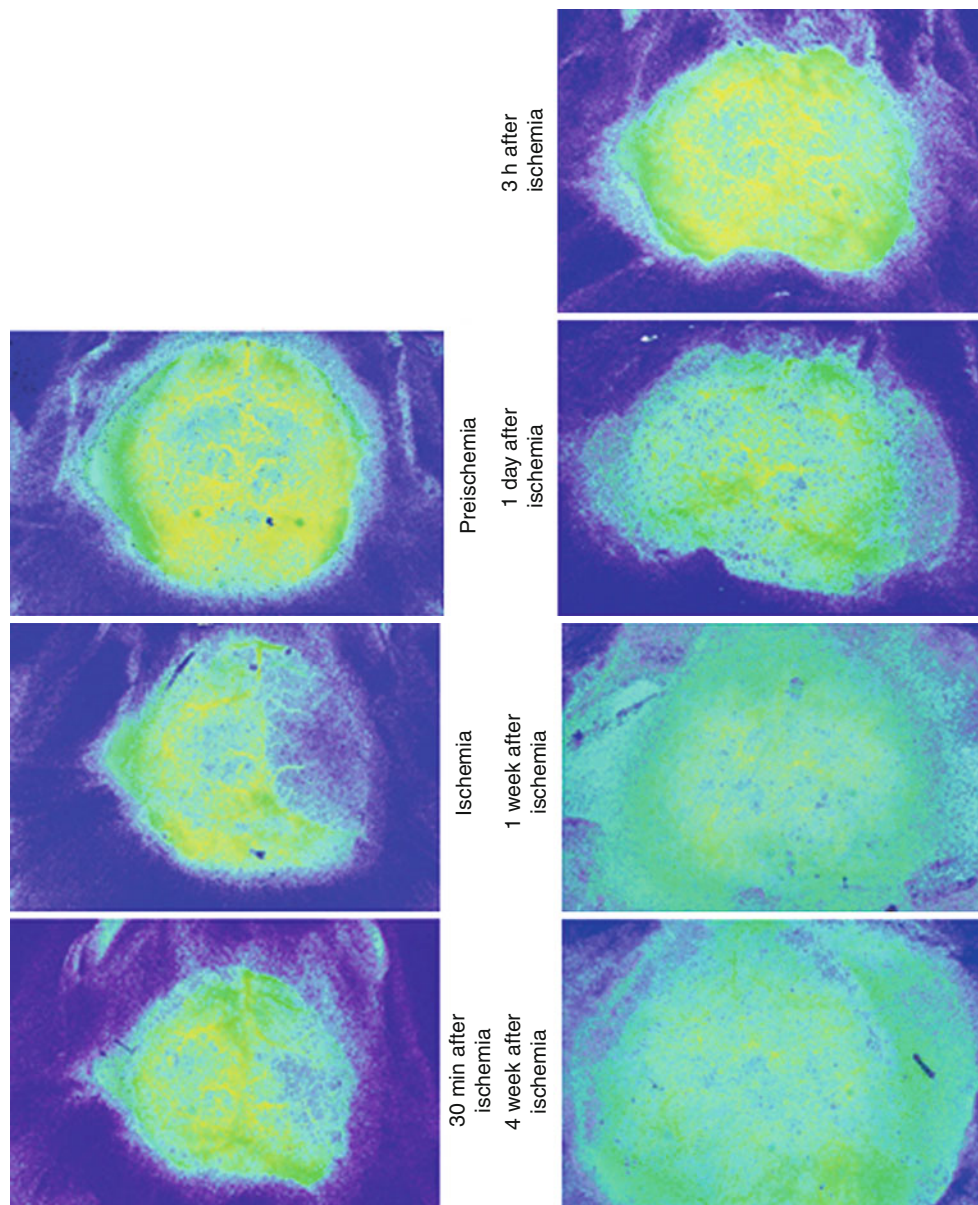 Preischemia
Ischemia
30 min after
ischemia
3 h after
ischemia
1 day after
ischemia
1 week after
ischemia
4 week after
ischemia